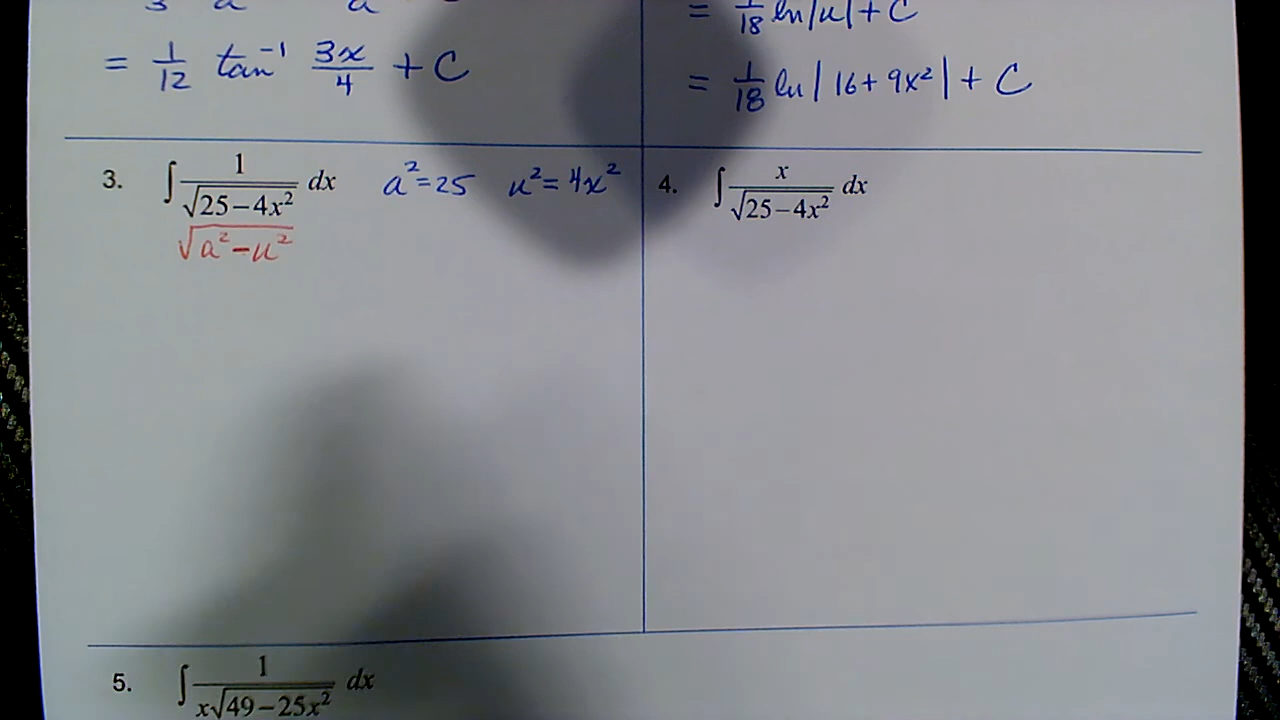 = 1/12 tan⁻¹ 3x/4 + C
= 1/18 ln|u| + C
= 1/18 ln|16 + 9x²| + C
3. ∫ 1/√(25 − 4x²) dx a² = 25 u² = 4x²
√(a² − u²)
4. ∫ x/√(25 − 4x²) dx
5. ∫ 1/(x√(49 − 25x²)) dx